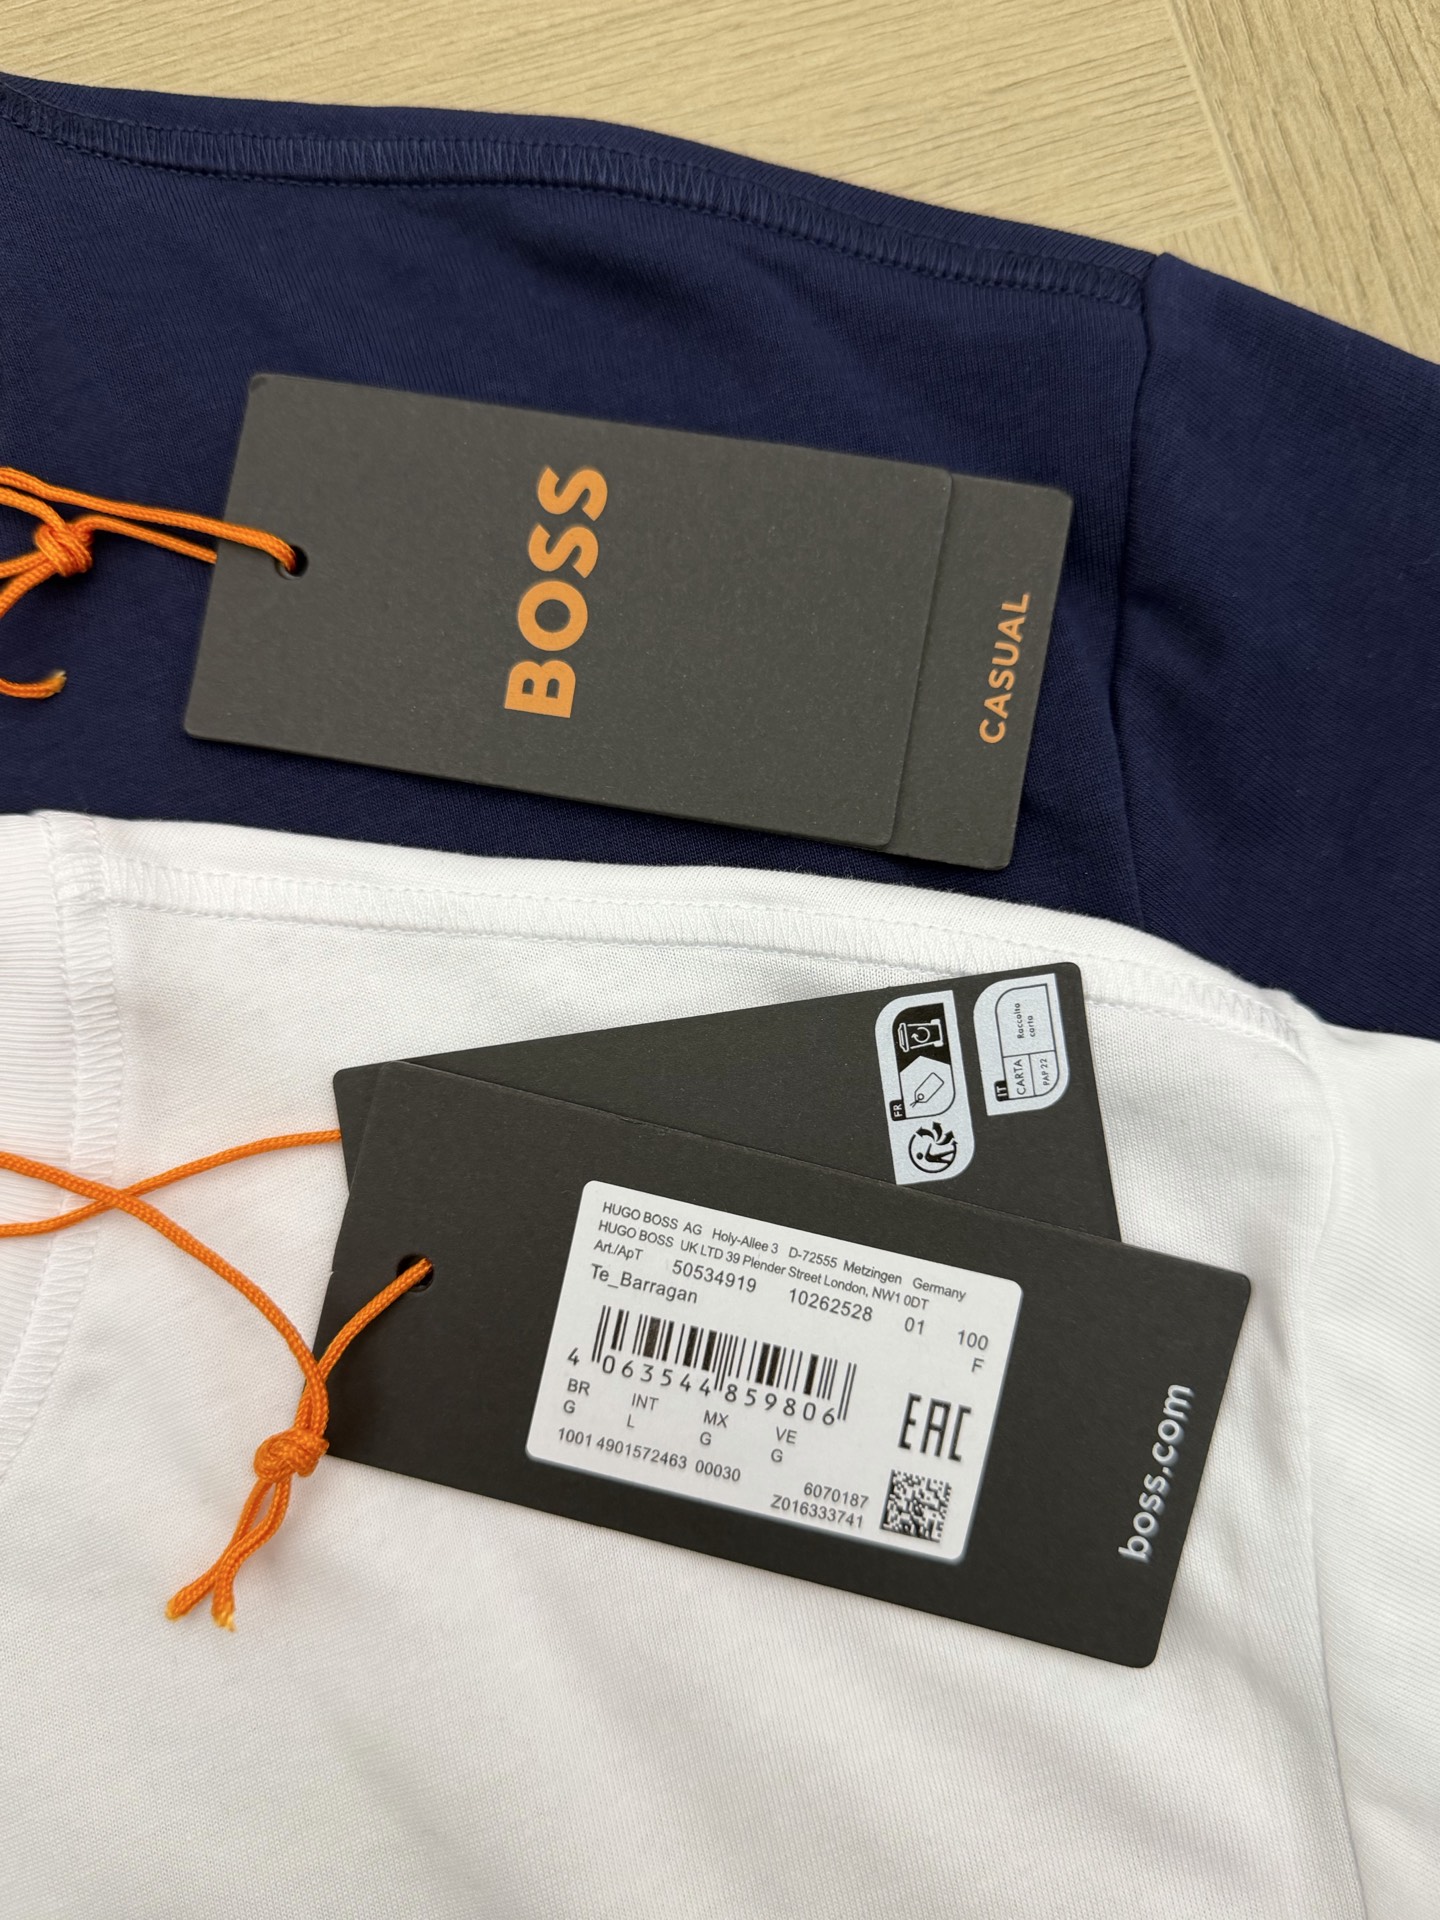 BOSS
CASUAL
FR
IT
CARTA
PAP 22
Raccolta
carta
HUGO BOSS AG Holy-Allee 3 D-72555 Metzingen Germany
HUGO BOSS UK LTD 39 Plender Street London, NW1 0DT
Art./ApT 50534919 10262528 01 100
Te_Barragan F
4 063544 859806
BR INT MX VE
G L G G
EAC
1001 4901572463 00030 6070187
Z016333741
boss.com